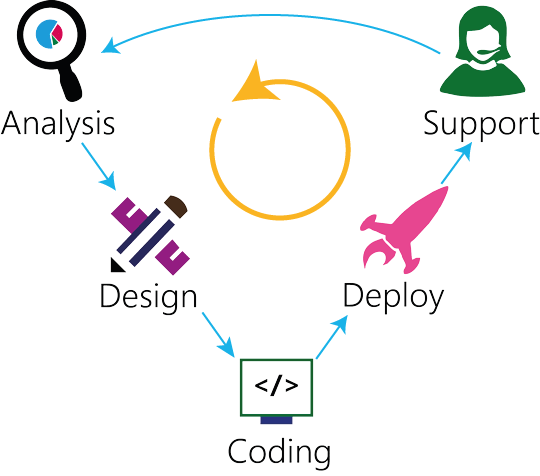 Analysis
Support
Design
Deploy
</>
Coding